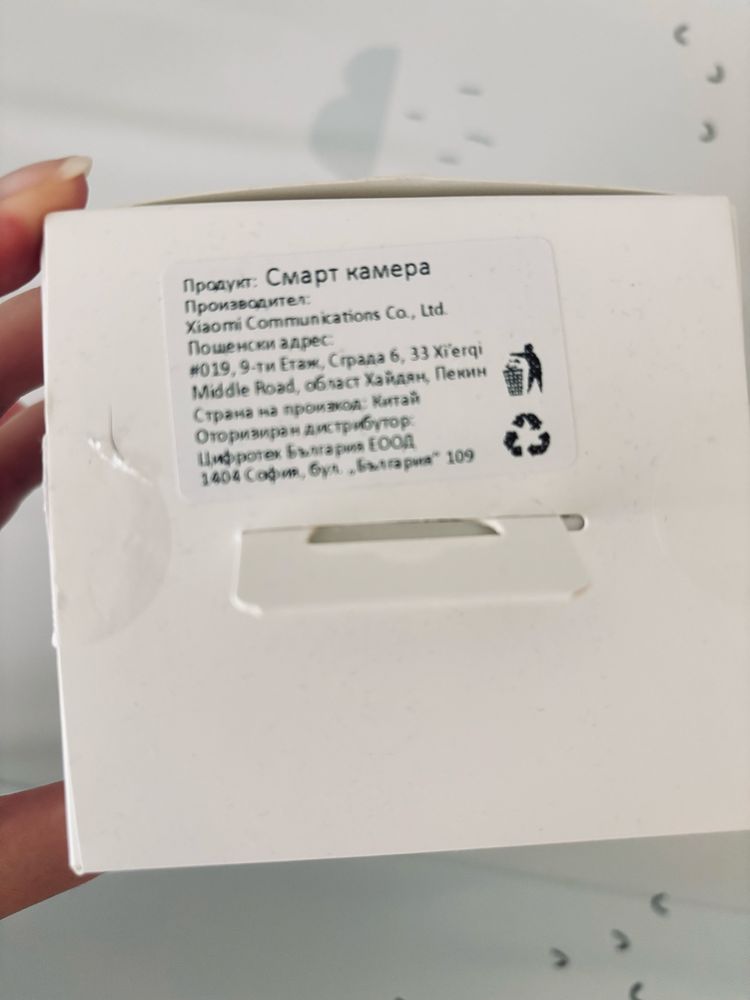 Продукт: Смарт камера
Производител:
Xiaomi Communications Co., Ltd.
Пощенски адрес:
#019, 9-ти Етаж, Сграда 6, 33 Xi'erqi
Middle Road, област Хайдян, Пекин
Страна на произход: Китай
Оторизиран дистрибутор:
Цифротек България ЕООД
1404 София, бул. „България" 109